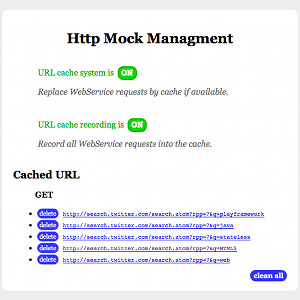 Http Mock Managment
URL cache system is ON
Replace WebService requests by cache if available.
URL cache recording is ON
Record all WebService requests into the cache.
Cached URL
GET
delete http://search.twitter.com/search.atom?rpp=7&q=playframework
delete http://search.twitter.com/search.atom?rpp=7&q=java
delete http://search.twitter.com/search.atom?rpp=7&q=stateless
delete http://search.twitter.com/search.atom?rpp=7&q=HTML5
delete http://search.twitter.com/search.atom?rpp=7&q=web
clean all